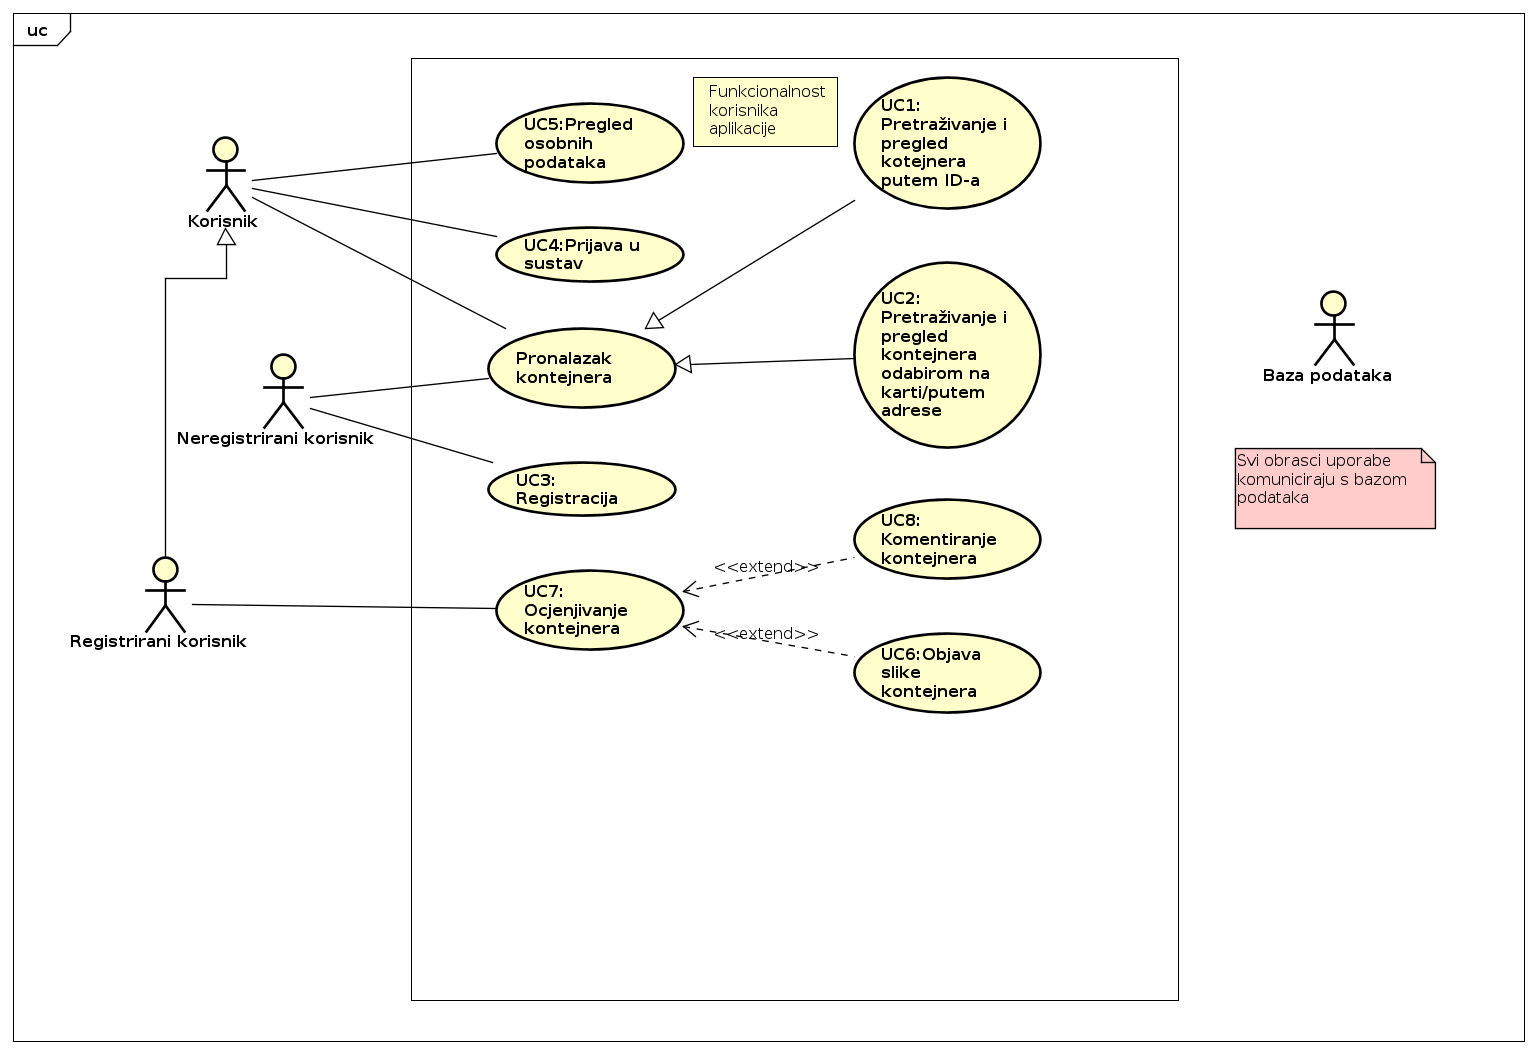 uc
Funkcionalnost
korisnika
aplikacije
UC5:Pregled
osobnih
podataka
UC1:
Pretraživanje i
pregled
kotejnera
putem ID-a
Korisnik
UC4:Prijava u
sustav
UC2:
Pretraživanje i
pregled
kontejnera
odabirom na
karti/putem
adrese
Pronalazak
kontejnera
Baza podataka
Neregistrirani korisnik
Svi obrasci uporabe
komuniciraju s bazom
podataka
UC3:
Registracija
UC8:
Komentiranje
kontejnera
<<extend>>
UC7:
Ocjenjivanje
kontejnera
Registrirani korisnik
<<extend>>
UC6:Objava
slike
kontejnera